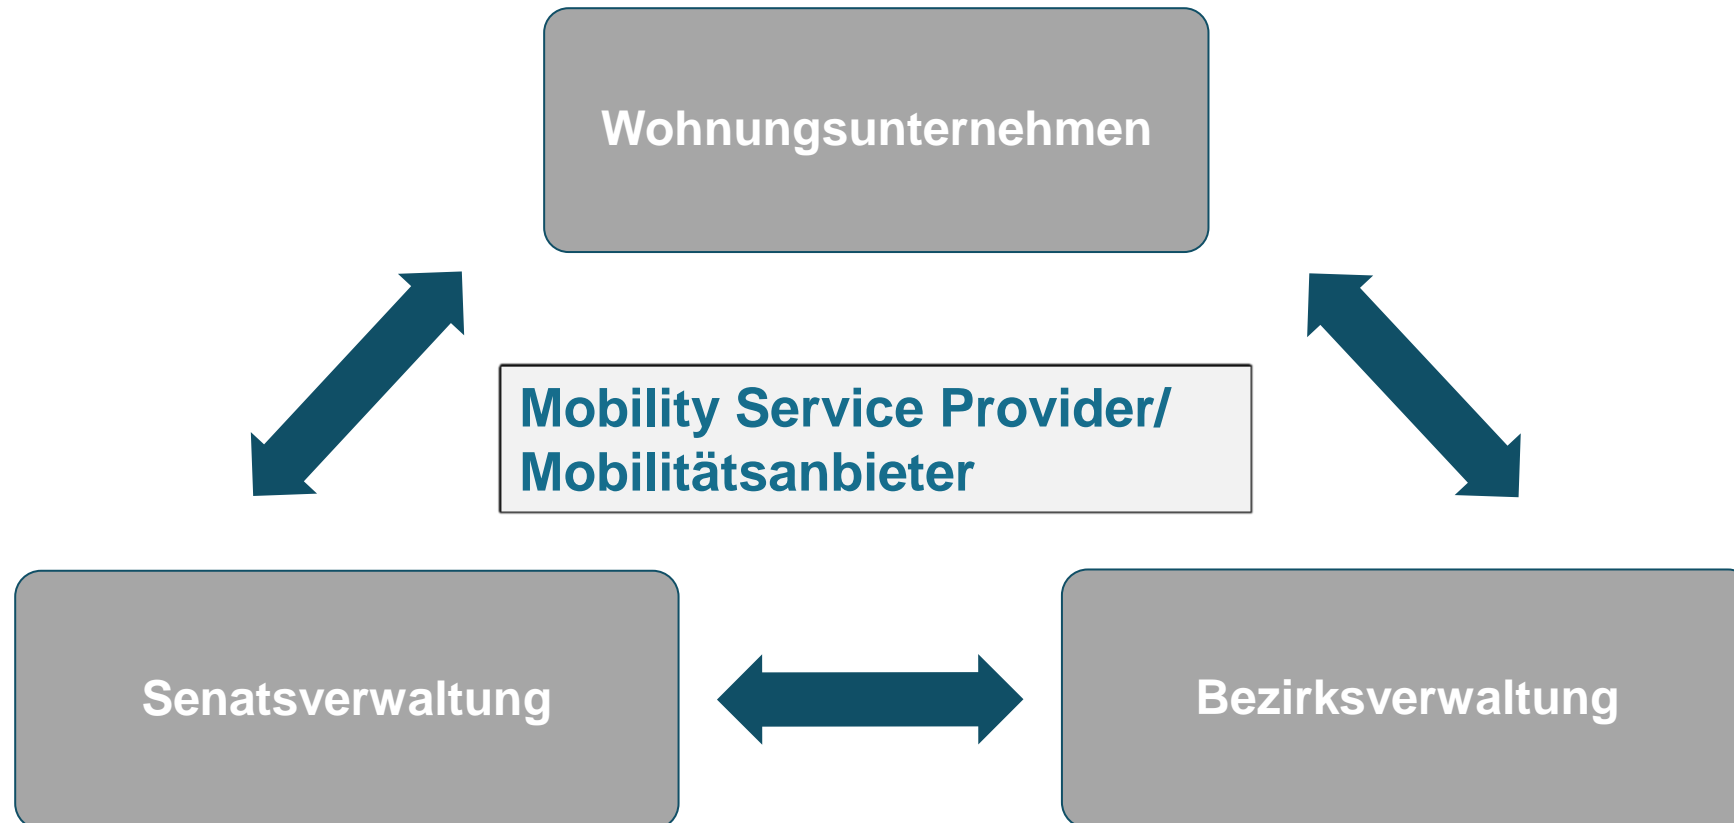 Wohnungsunternehmen
Mobility Service Provider/
Mobilitätsanbieter
Senatsverwaltung
Bezirksverwaltung